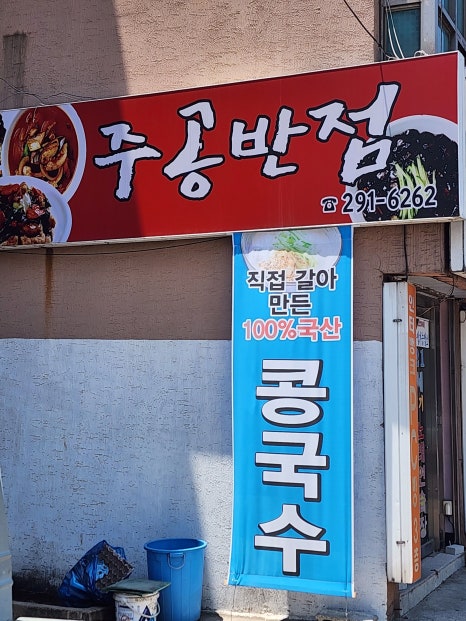 주공반점
☎ 291-6262
직접 갈아
만든
100%국산
콩국수